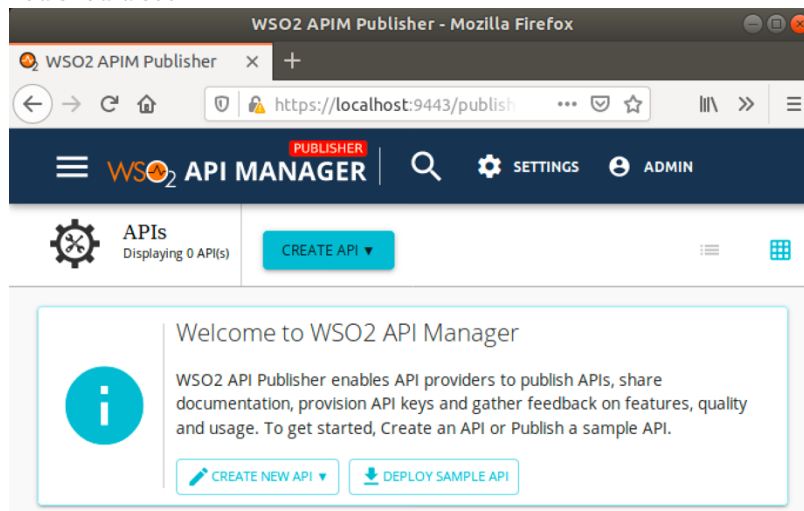 WSO2 APIM Publisher - Mozilla Firefox
WSO2 APIM Publisher
https://localhost:9443/publish
PUBLISHER
WSO2 API MANAGER
SETTINGS
ADMIN
APIs
Displaying 0 API(s)
CREATE API
Welcome to WSO2 API Manager
WSO2 API Publisher enables API providers to publish APIs, share
documentation, provision API keys and gather feedback on features, quality
and usage. To get started, Create an API or Publish a sample API.
CREATE NEW API
DEPLOY SAMPLE API